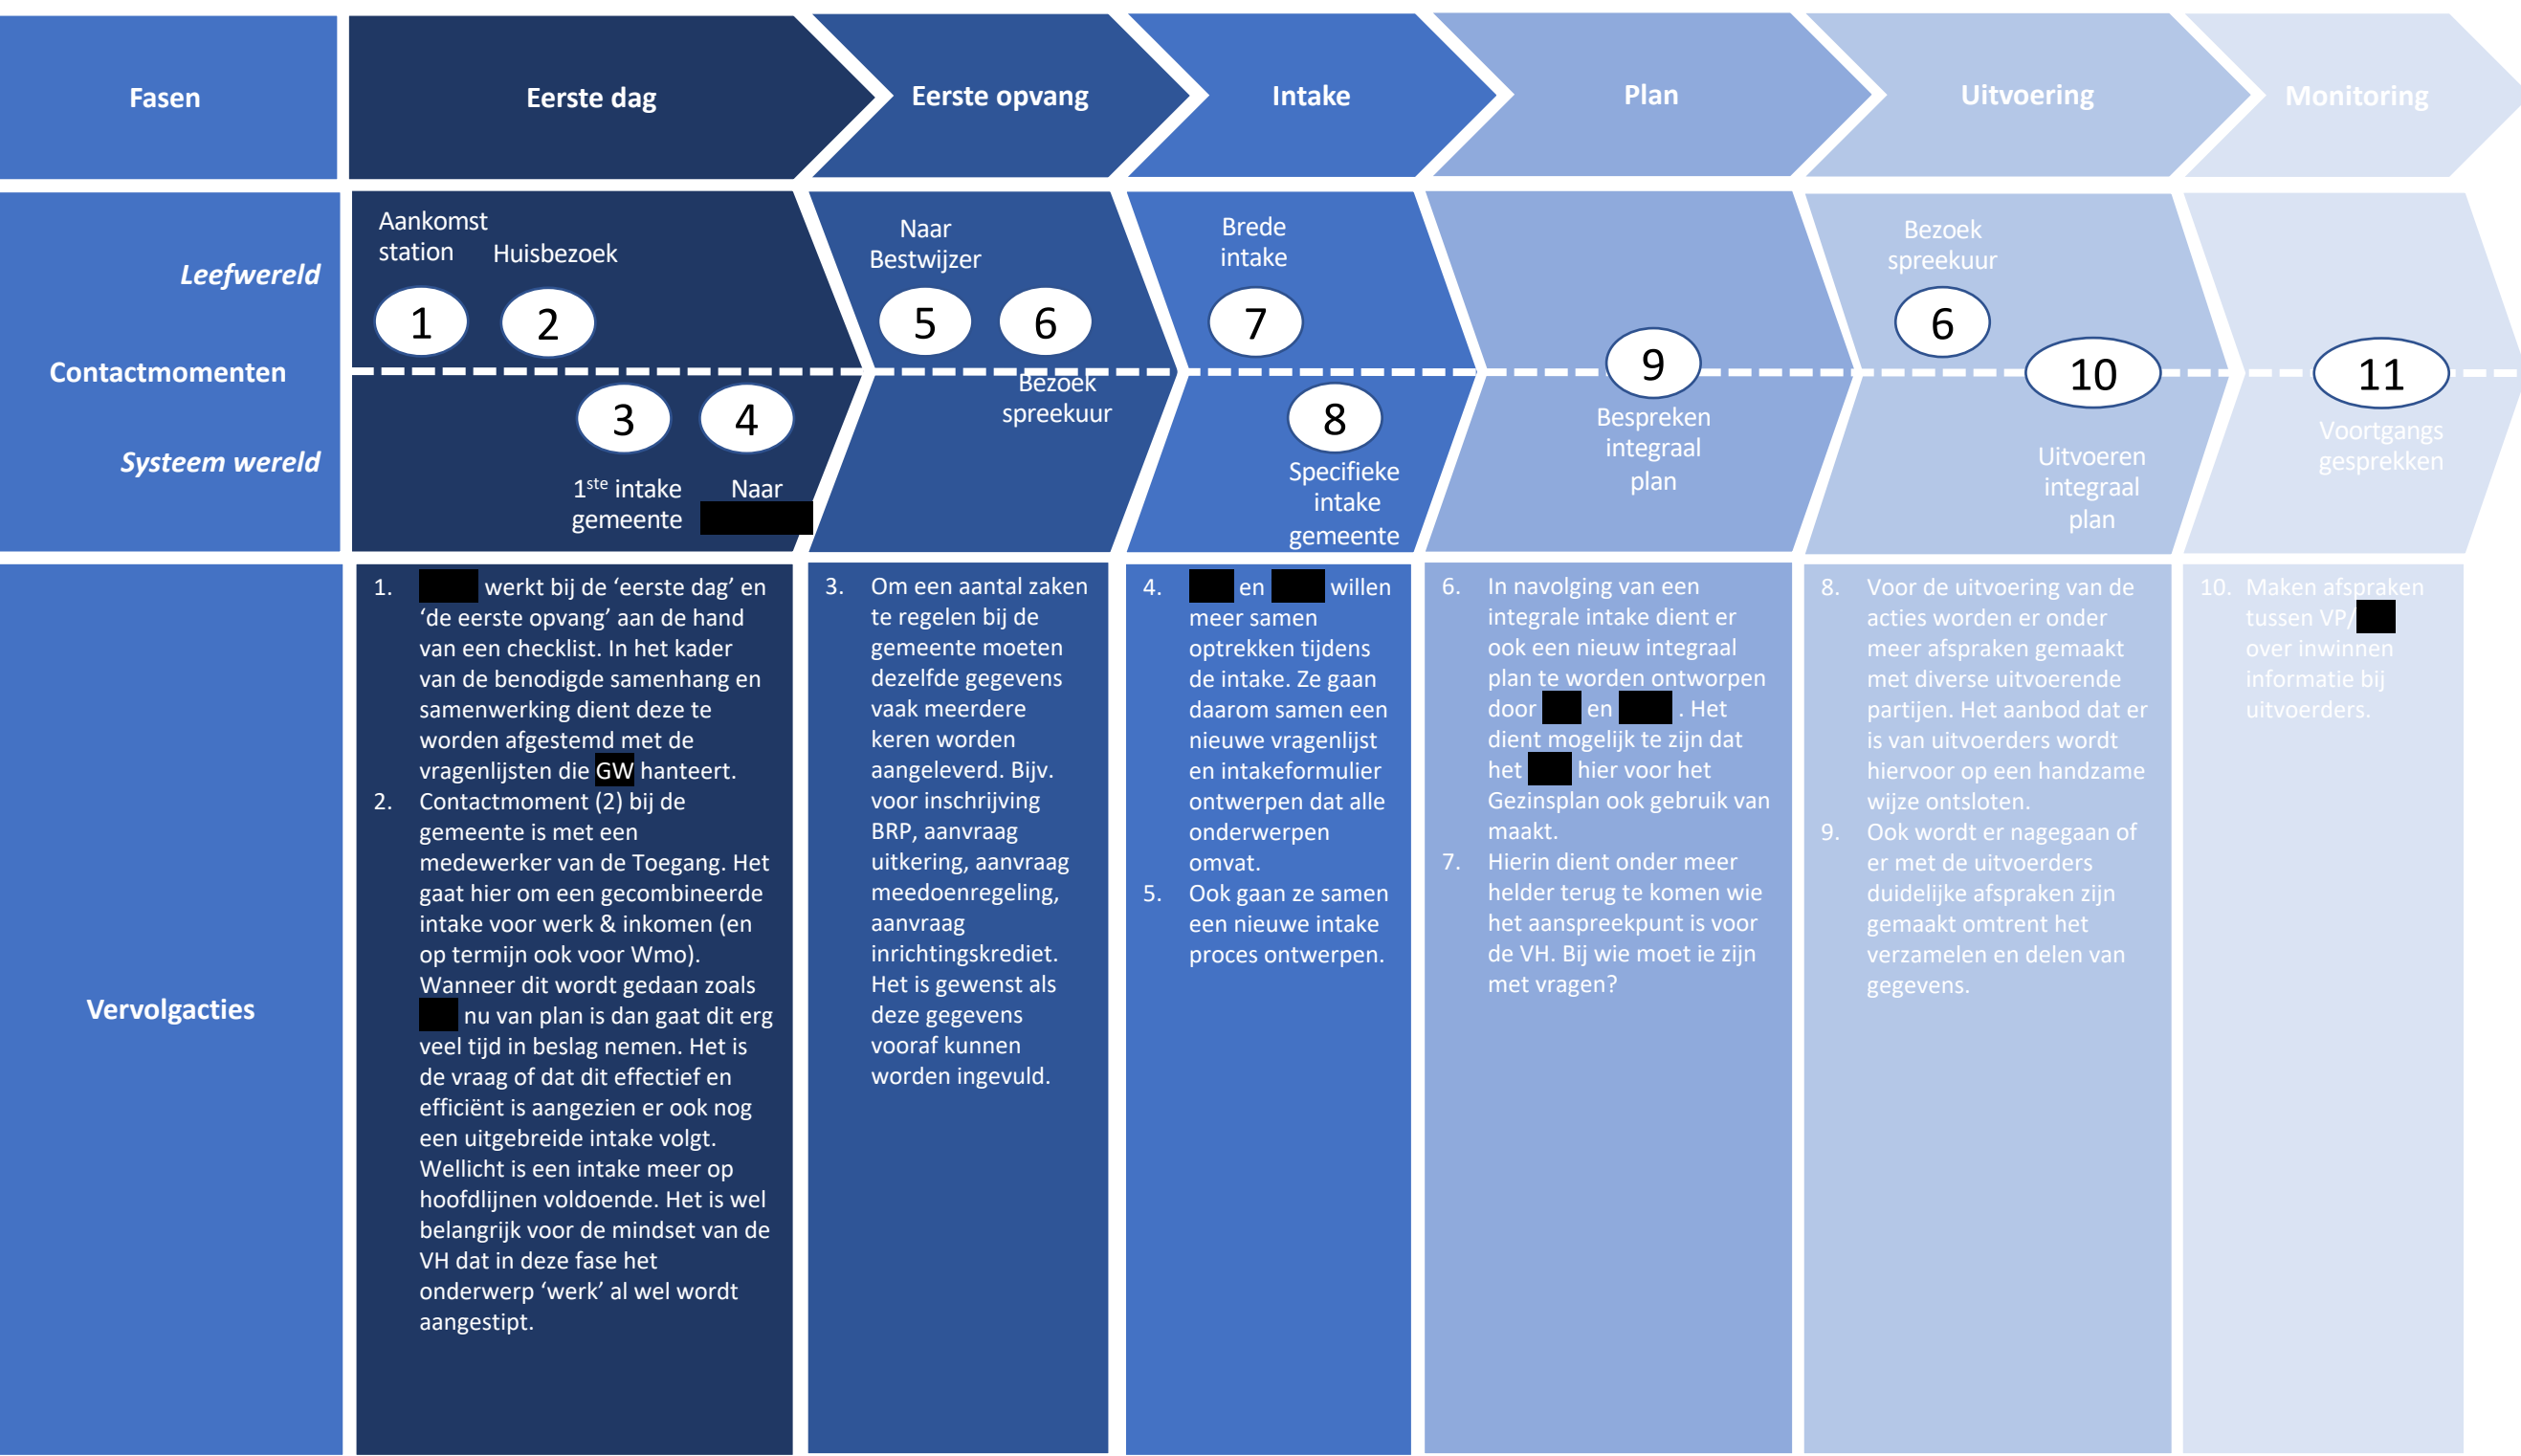 Fasen
Eerste dag
Eerste opvang
Intake
Plan
Uitvoering
Monitoring
Leefwereld
Contactmomenten
Systeem wereld
Aankomst
station
Huisbezoek
1
2
3
4
1ste intake
gemeente
Naar
Naar
Bestwijzer
5
6
Bezoek
spreekuur
Brede
intake
7
8
Specifieke
intake
gemeente
9
Bespreken
integraal
plan
Bezoek
spreekuur
6
10
Uitvoeren
integraal
plan
11
Voortgangs
gesprekken
Vervolgacties
1. werkt bij de ‘eerste dag’ en
‘de eerste opvang’ aan de hand
van een checklist. In het kader
van de benodigde samenhang en
samenwerking dient deze te
worden afgestemd met de
vragenlijsten die GW hanteert.
2. Contactmoment (2) bij de
gemeente is met een
medewerker van de Toegang. Het
gaat hier om een gecombineerde
intake voor werk & inkomen (en
op termijn ook voor Wmo).
Wanneer dit wordt gedaan zoals
nu van plan is dan gaat dit erg
veel tijd in beslag nemen. Het is
de vraag of dat dit effectief en
efficiënt is aangezien er ook nog
een uitgebreide intake volgt.
Wellicht is een intake meer op
hoofdlijnen voldoende. Het is wel
belangrijk voor de mindset van de
VH dat in deze fase het
onderwerp ‘werk’ al wel wordt
aangestipt.
3. Om een aantal zaken
te regelen bij de
gemeente moeten
dezelfde gegevens
vaak meerdere
keren worden
aangeleverd. Bijv.
voor inschrijving
BRP, aanvraag
uitkering, aanvraag
meedoenregeling,
aanvraag
inrichtingskrediet.
Het is gewenst als
deze gegevens
vooraf kunnen
worden ingevuld.
4. en willen
meer samen
optrekken tijdens
de intake. Ze gaan
daarom samen een
nieuwe vragenlijst
en intakeformulier
ontwerpen dat alle
onderwerpen
omvat.
5. Ook gaan ze samen
een nieuwe intake
proces ontwerpen.
6. In navolging van een
integrale intake dient er
ook een nieuw integraal
plan te worden ontworpen
door en . Het
dient mogelijk te zijn dat
het hier voor het
Gezinsplan ook gebruik van
maakt.
7. Hierin dient onder meer
helder terug te komen wie
het aanspreekpunt is voor
de VH. Bij wie moet ie zijn
met vragen?
8. Voor de uitvoering van de
acties worden er onder
meer afspraken gemaakt
met diverse uitvoerende
partijen. Het aanbod dat er
is van uitvoerders wordt
hiervoor op een handzame
wijze ontsloten.
9. Ook wordt er nagegaan of
er met de uitvoerders
duidelijke afspraken zijn
gemaakt omtrent het
verzamelen en delen van
gegevens.
10. Maken afspraken
tussen VP/
over inwinnen
informatie bij
uitvoerders.